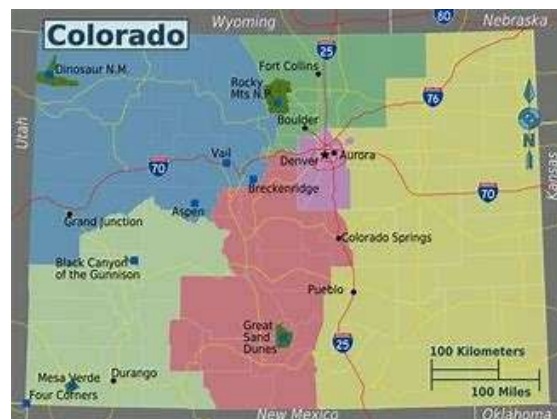 Wyoming
80
Nebraska
Colorado
25
Dinosaur N.M.
Fort Collins
Rocky
Mts N.P.
76
Boulder
Utah
N
Vail
Denver
Aurora
70
Kansas
Breckenridge
70
Aspen
Grand Junction
Colorado Springs
Black Canyon
of the Gunnison
Pueblo
Great
Sand
Dunes
25
100 Kilometers
Mesa Verde
Durango
100 Miles
Four Corners
New Mexico
Oklahoma